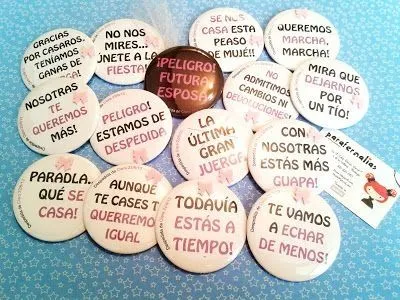 GRACIAS
POR CASAROS,
TENÍAMOS
GANAS DE
NO NOS
MIRES...
ÚNETE A LA
FIESTA!
SE NOS
CASA ESTA
PEASO
DE MUJÉ!!
QUEREMOS
MARCHA,
MARCHA!
¡PELIGRO!
FUTURA
ESPOSA
NO
ADMITIMOS
CAMBIOS NI
DEVOLUCIONES!
MIRA QUE
DEJARNOS
POR
UN TÍO!
NOSOTRAS
TE
QUEREMOS
MÁS!
PELIGRO!
ESTAMOS DE
DESPEDIDA
LA
ÚLTIMA
GRAN
JUERGA
CON
NOSOTRAS
ESTÁS MÁS
GUAPA!
parafernalias
PARADLA,
QUÉ SE
CASA!
AUNQUE
TE CASES T
QUERREMOS
IGUAL
TODAVÍA
ESTÁS A
TIEMPO!
TE VAMOS
A ECHAR
DE MENOS!